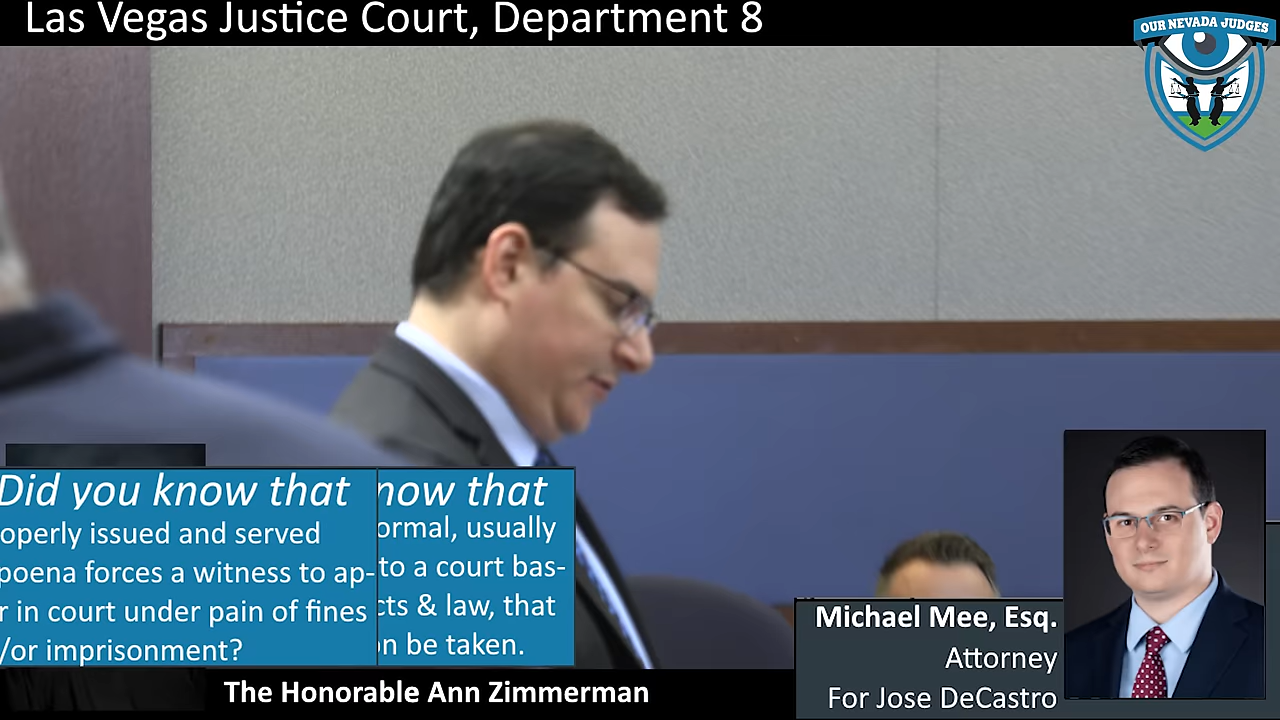 Las Vegas Justice Court, Department 8
OUR NEVADA JUDGES
Did you know that
operly issued and served
poena forces a witness to ap-
r in court under pain of fines
/or imprisonment?
now that
ormal, usually
to a court bas-
cts & law, that
n be taken.
Michael Mee, Esq.
Attorney
For Jose DeCastro
The Honorable Ann Zimmerman